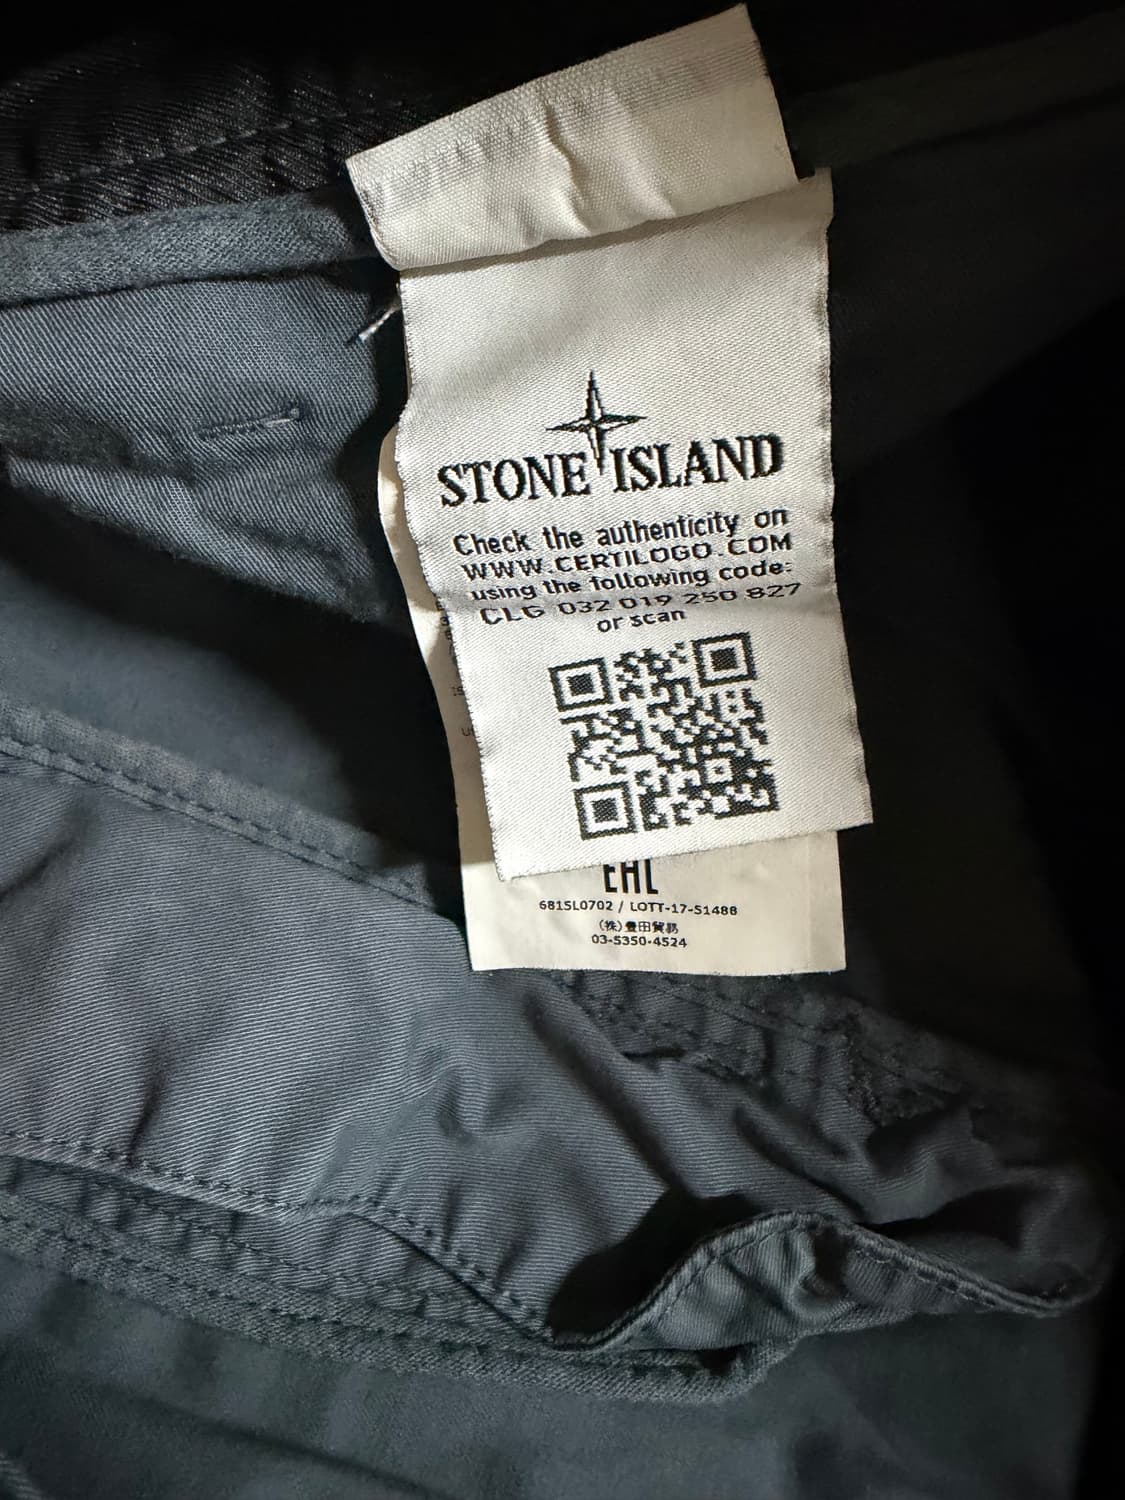 STONE ISLAND
Check the authenticity on
WWW.CERTILOGO.COM
using the following code:
CLG 032 019 250 827
or scan
EAC
6815L0702 / LOTT-17-S1488
(株)豊田貿易
03-5350-4524